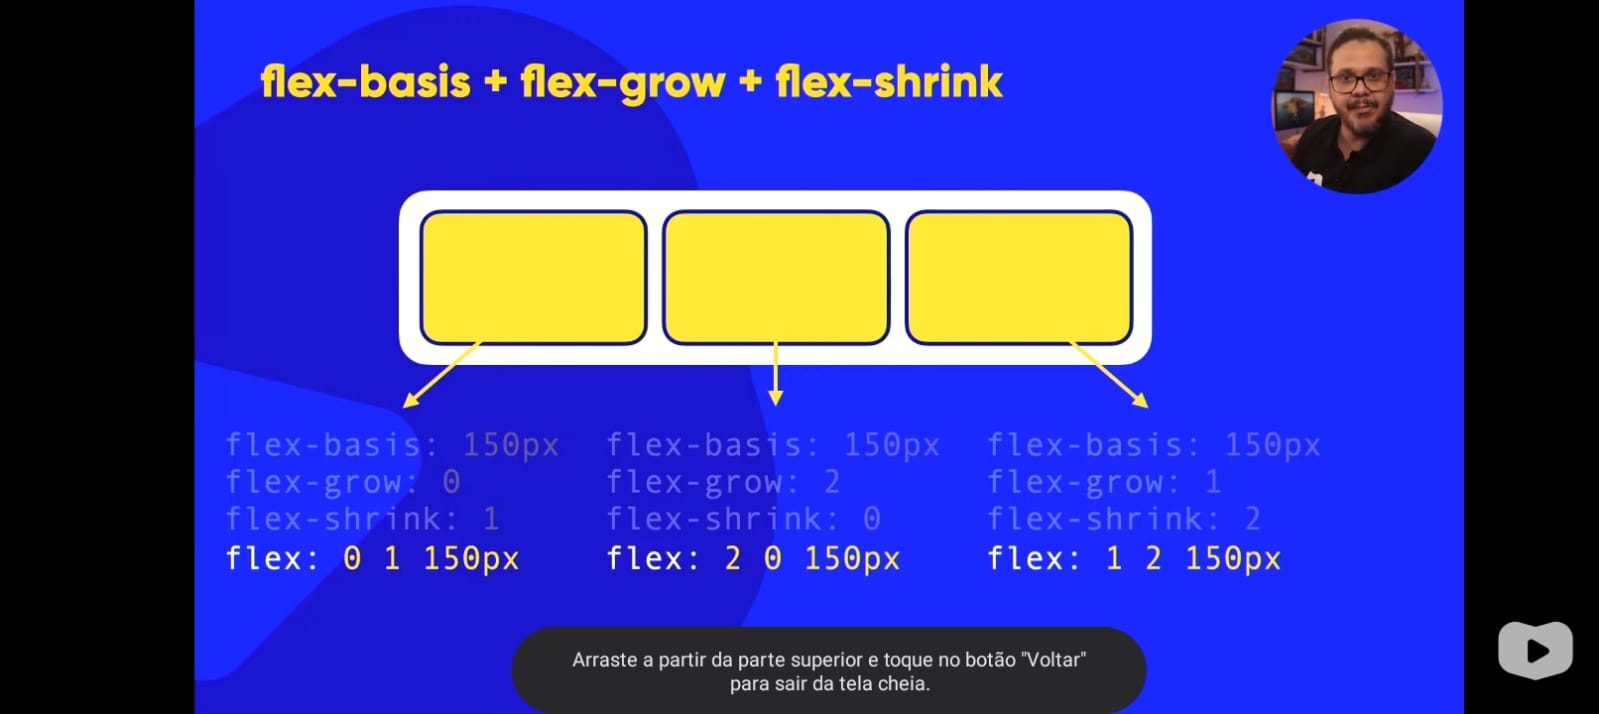 flex-basis + flex-grow + flex-shrink
flex-basis: 150px
flex-grow: 0
flex-shrink: 1
flex: 0 1 150px
flex-basis: 150px
flex-grow: 2
flex-shrink: 0
flex: 2 0 150px
flex-basis: 150px
flex-grow: 1
flex-shrink: 2
flex: 1 2 150px
Arraste a partir da parte superior e toque no botão "Voltar"
para sair da tela cheia.